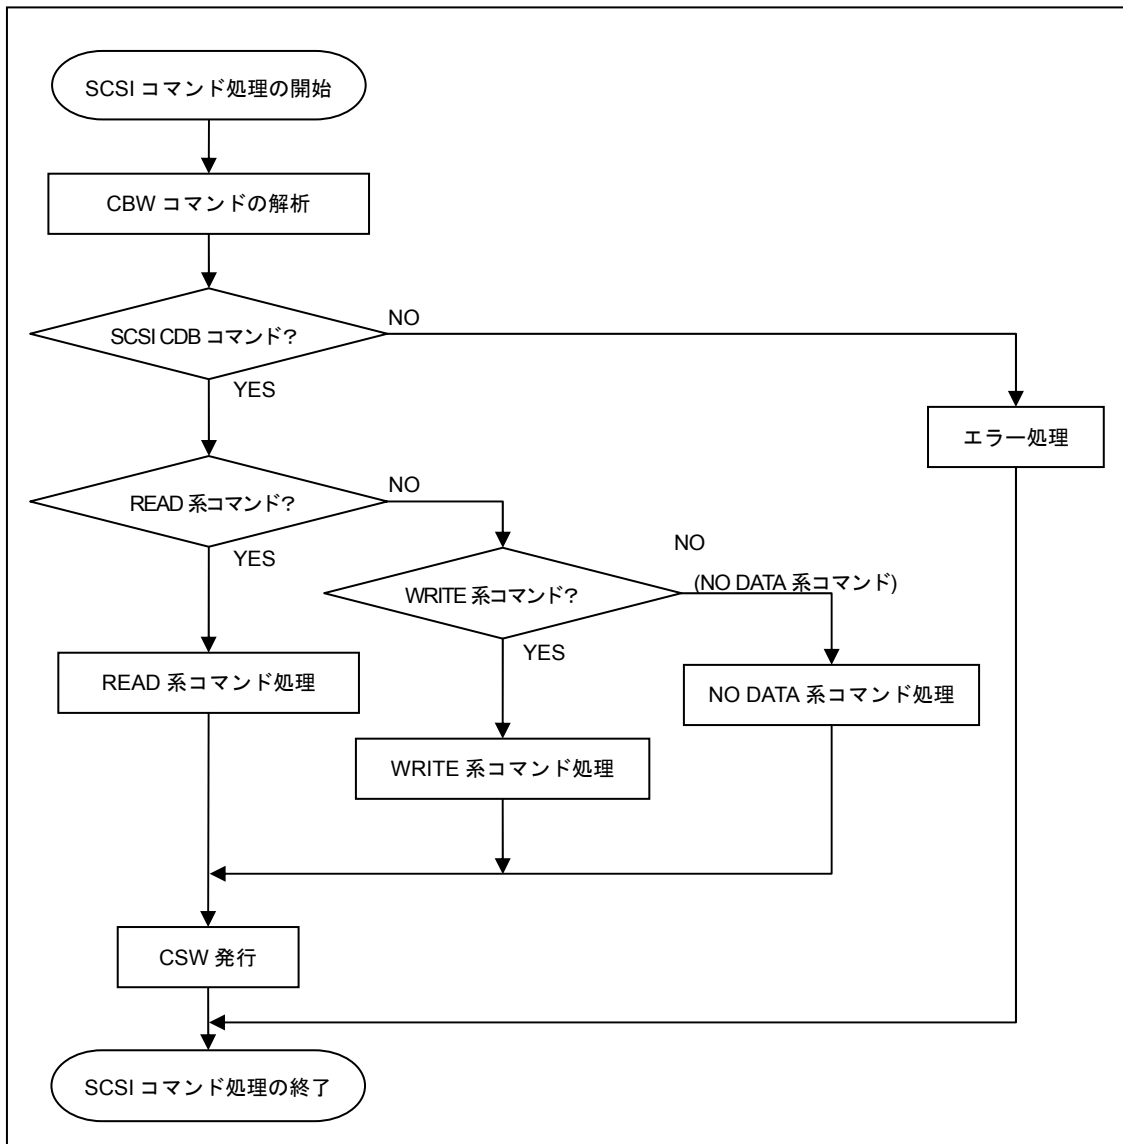 SCSI コマンド処理の開始
CBW コマンドの解析
SCSI CDB コマンド?
NO
YES
エラー処理
READ 系コマンド?
NO
YES
WRITE 系コマンド?
NO
(NO DATA 系コマンド)
YES
READ 系コマンド処理
NO DATA 系コマンド処理
WRITE 系コマンド処理
CSW 発行
SCSI コマンド処理の終了